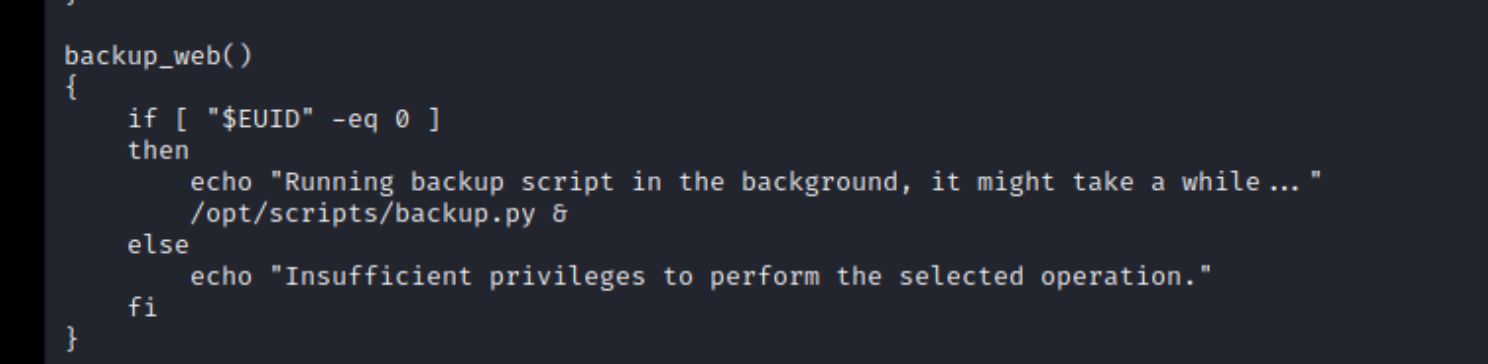 }
backup_web()
{
    if [ "$EUID" -eq 0 ]
    then
        echo "Running backup script in the background, it might take a while..."
        /opt/scripts/backup.py &
    else
        echo "Insufficient privileges to perform the selected operation."
    fi
}